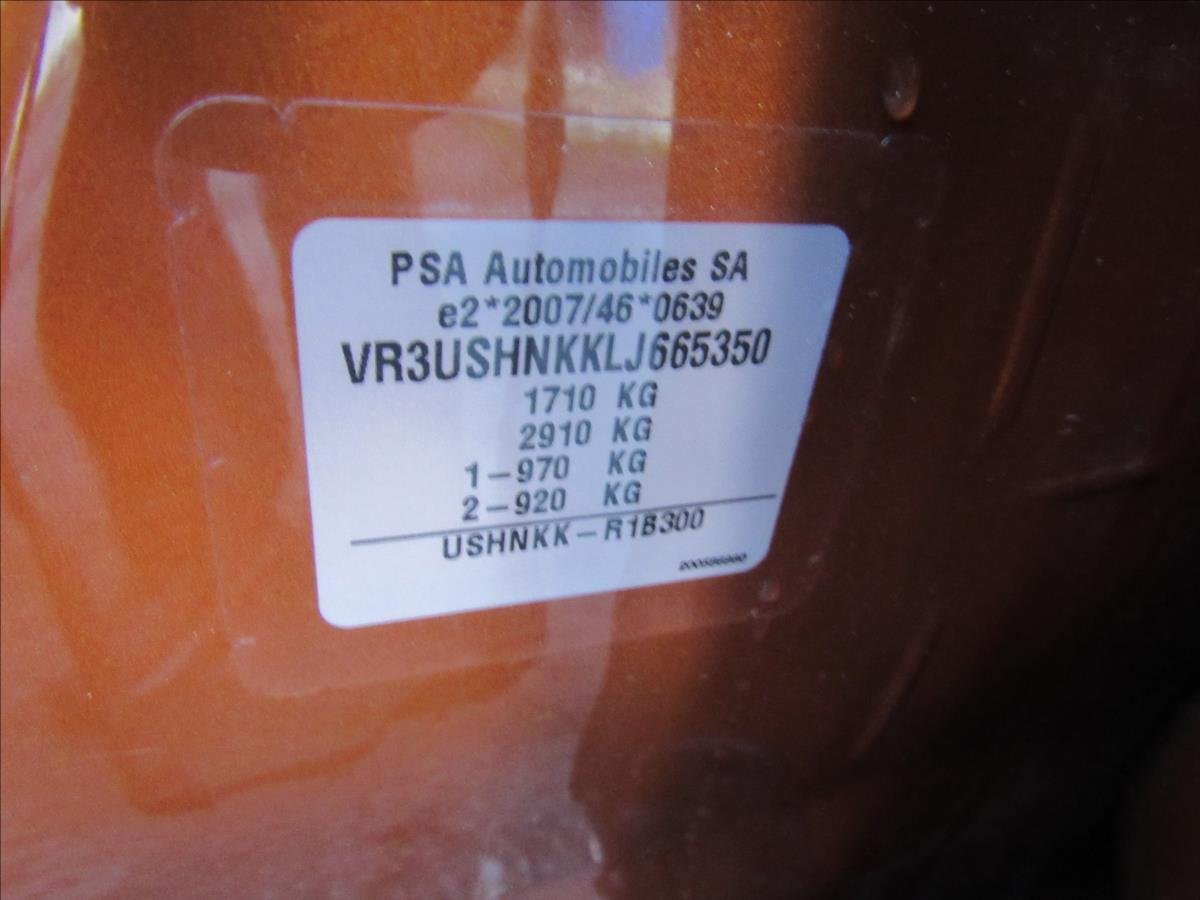 PSA Automobiles SA
e2*2007/46*0639
VR3USHNKKLJ665350
1710 KG
2910 KG
1-970 KG
2-920 KG
USHNKK-R1B300